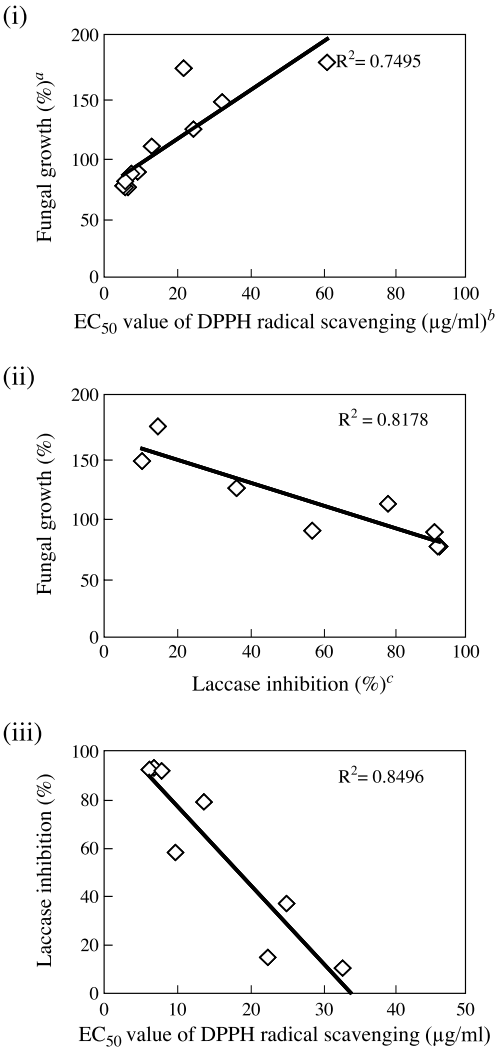 (i)
200
150
100
50
0
Fungal growth (%)ᵃ
R²= 0.7495
0 20 40 60 80 100
EC₅₀ value of DPPH radical scavenging (µg/ml)ᵇ
(ii)
200
150
100
50
0
Fungal growth (%)
R² = 0.8178
0 20 40 60 80 100
Laccase inhibition (%)ᶜ
(iii)
100
80
60
40
20
0
Laccase inhibition (%)
R²= 0.8496
0 10 20 30 40 50
EC₅₀ value of DPPH radical scavenging (µg/ml)